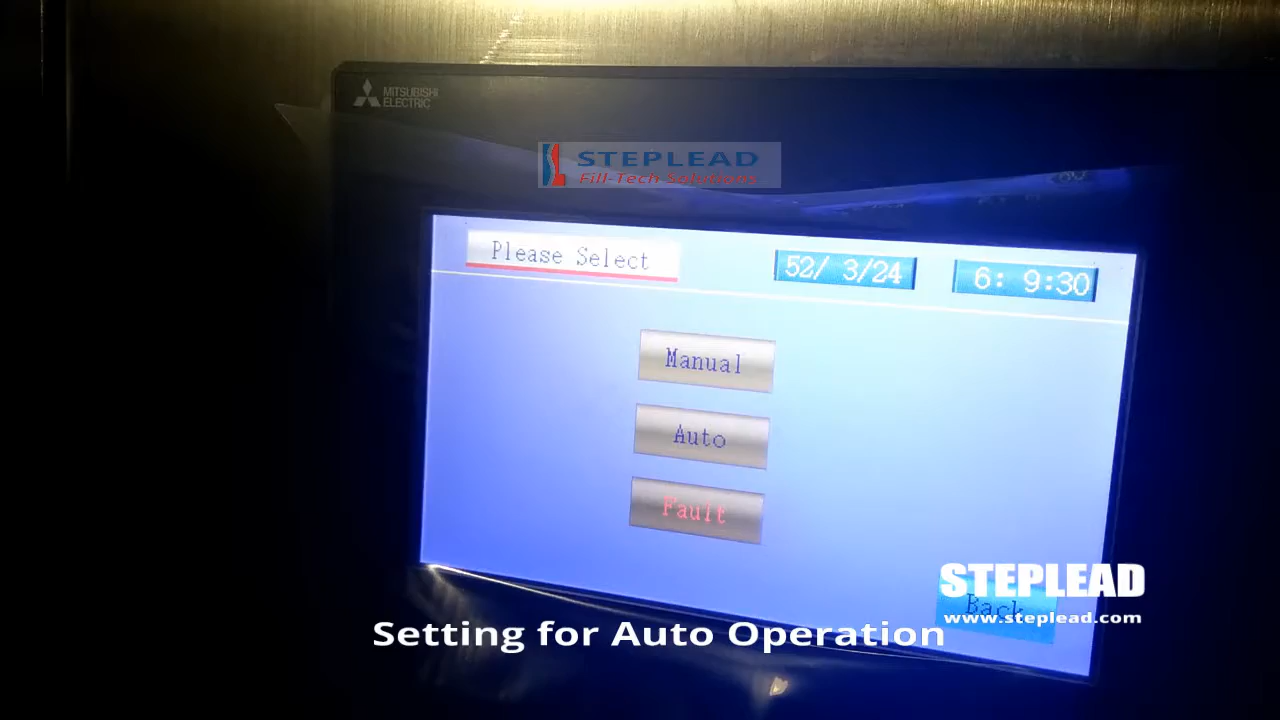 MITSUBISHI
ELECTRIC
STEPLEAD
Fill-Tech Solutions
Please Select
52/ 3/24
6: 9:30
Manual
Auto
Fault
STEPLEAD
Back
www.steplead.com
Setting for Auto Operation